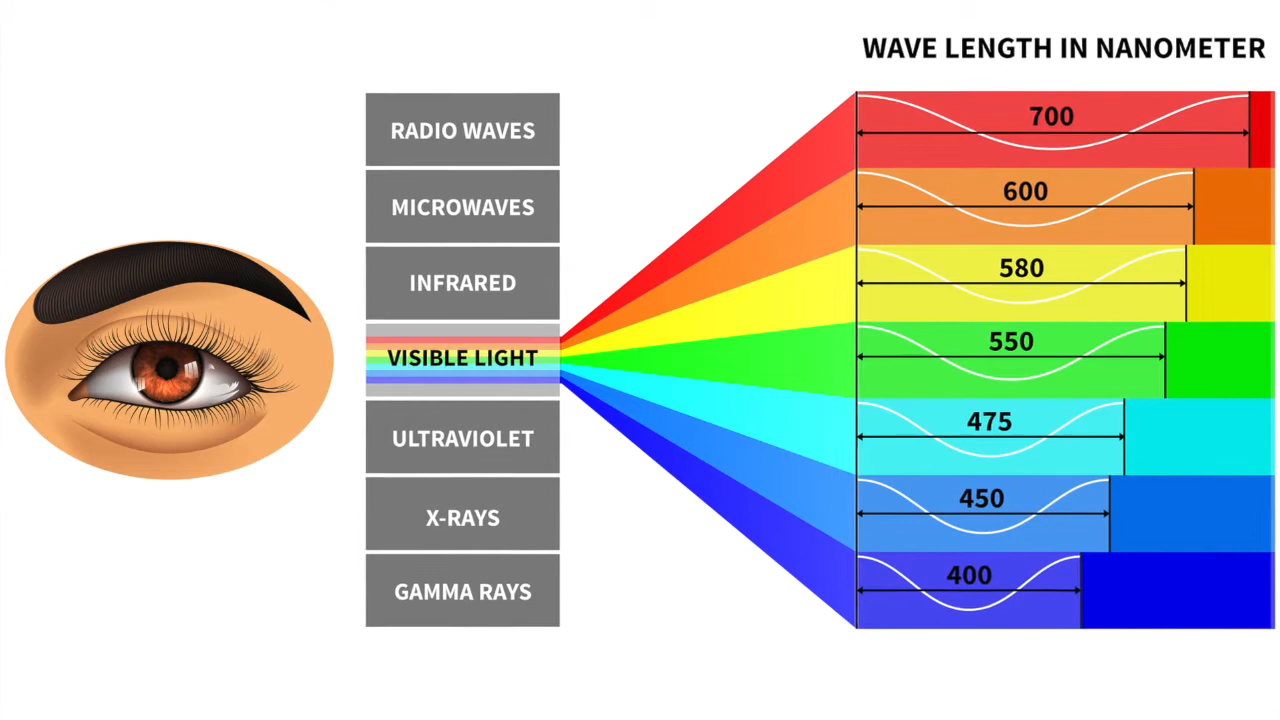 WAVE LENGTH IN NANOMETER
RADIO WAVES
MICROWAVES
INFRARED
VISIBLE LIGHT
ULTRAVIOLET
X-RAYS
GAMMA RAYS
700
600
580
550
475
450
400